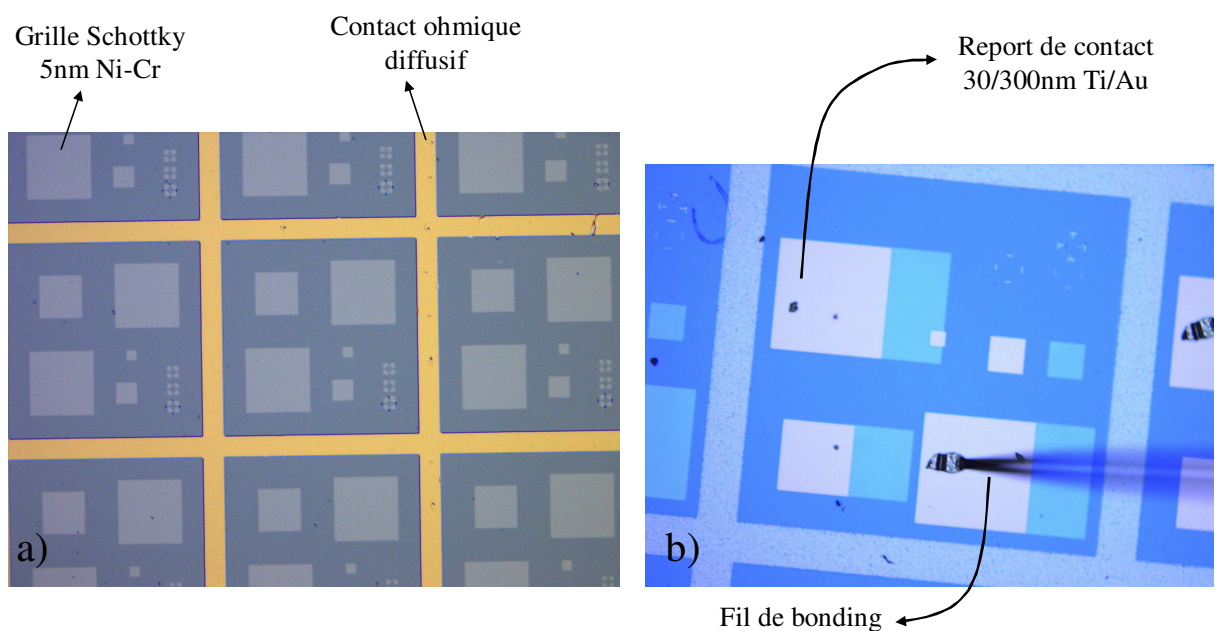 Grille Schottky
5nm Ni-Cr
Contact ohmique
diffusif
Report de contact
30/300nm Ti/Au
a)
b)
Fil de bonding